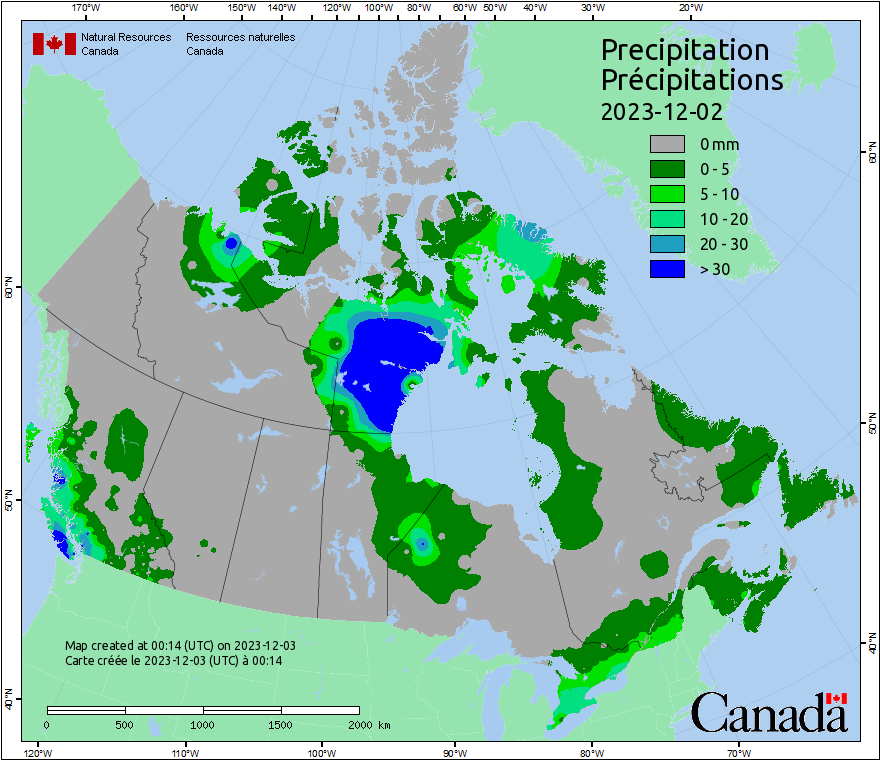 170°W 160°W 150°W 140°W 130°W 120°W 110°W 100°W 90°W 80°W 70°W 60°W 50°W 40°W 30°W 20°W
Natural Resources Canada
Ressources naturelles Canada
Precipitation
Précipitations
2023-12-02
0 mm
0 - 5
5 - 10
10 - 20
20 - 30
> 30
60°N
50°N
40°N
60°N
50°N
40°N
Map created at 00:14 (UTC) on 2023-12-03
Carte créée le 2023-12-03 (UTC) à 00:14
0 500 1000 1500 2000 km
Canada
120°W 110°W 100°W 90°W 80°W 70°W